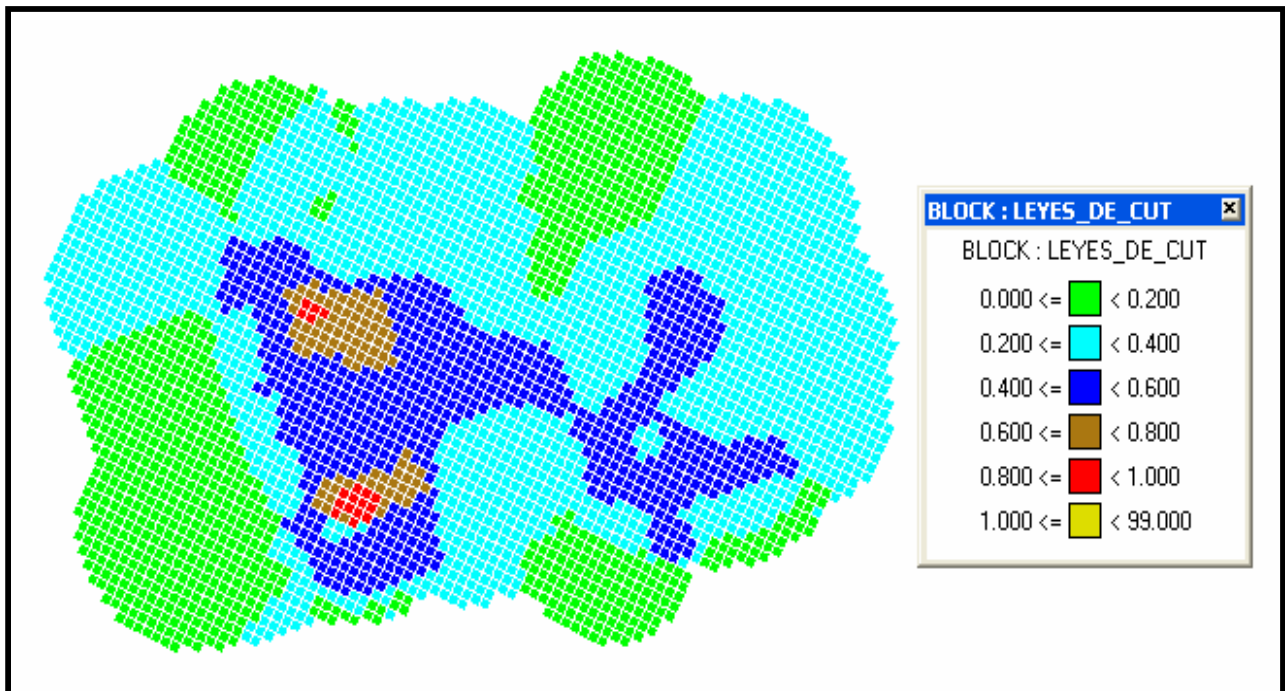 BLOCK : LEYES_DE_CUT
BLOCK : LEYES_DE_CUT
0.000 <= < 0.200
0.200 <= < 0.400
0.400 <= < 0.600
0.600 <= < 0.800
0.800 <= < 1.000
1.000 <= < 99.000